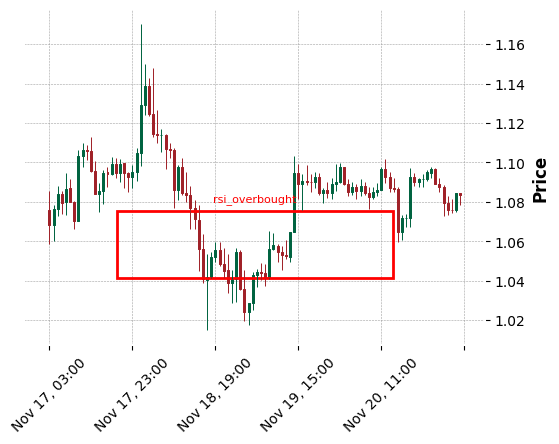 1.16
1.14
1.12
1.10
1.08
1.06
1.04
1.02
Price
rsi_overbought
Nov 17, 03:00
Nov 17, 23:00
Nov 18, 19:00
Nov 19, 15:00
Nov 20, 11:00